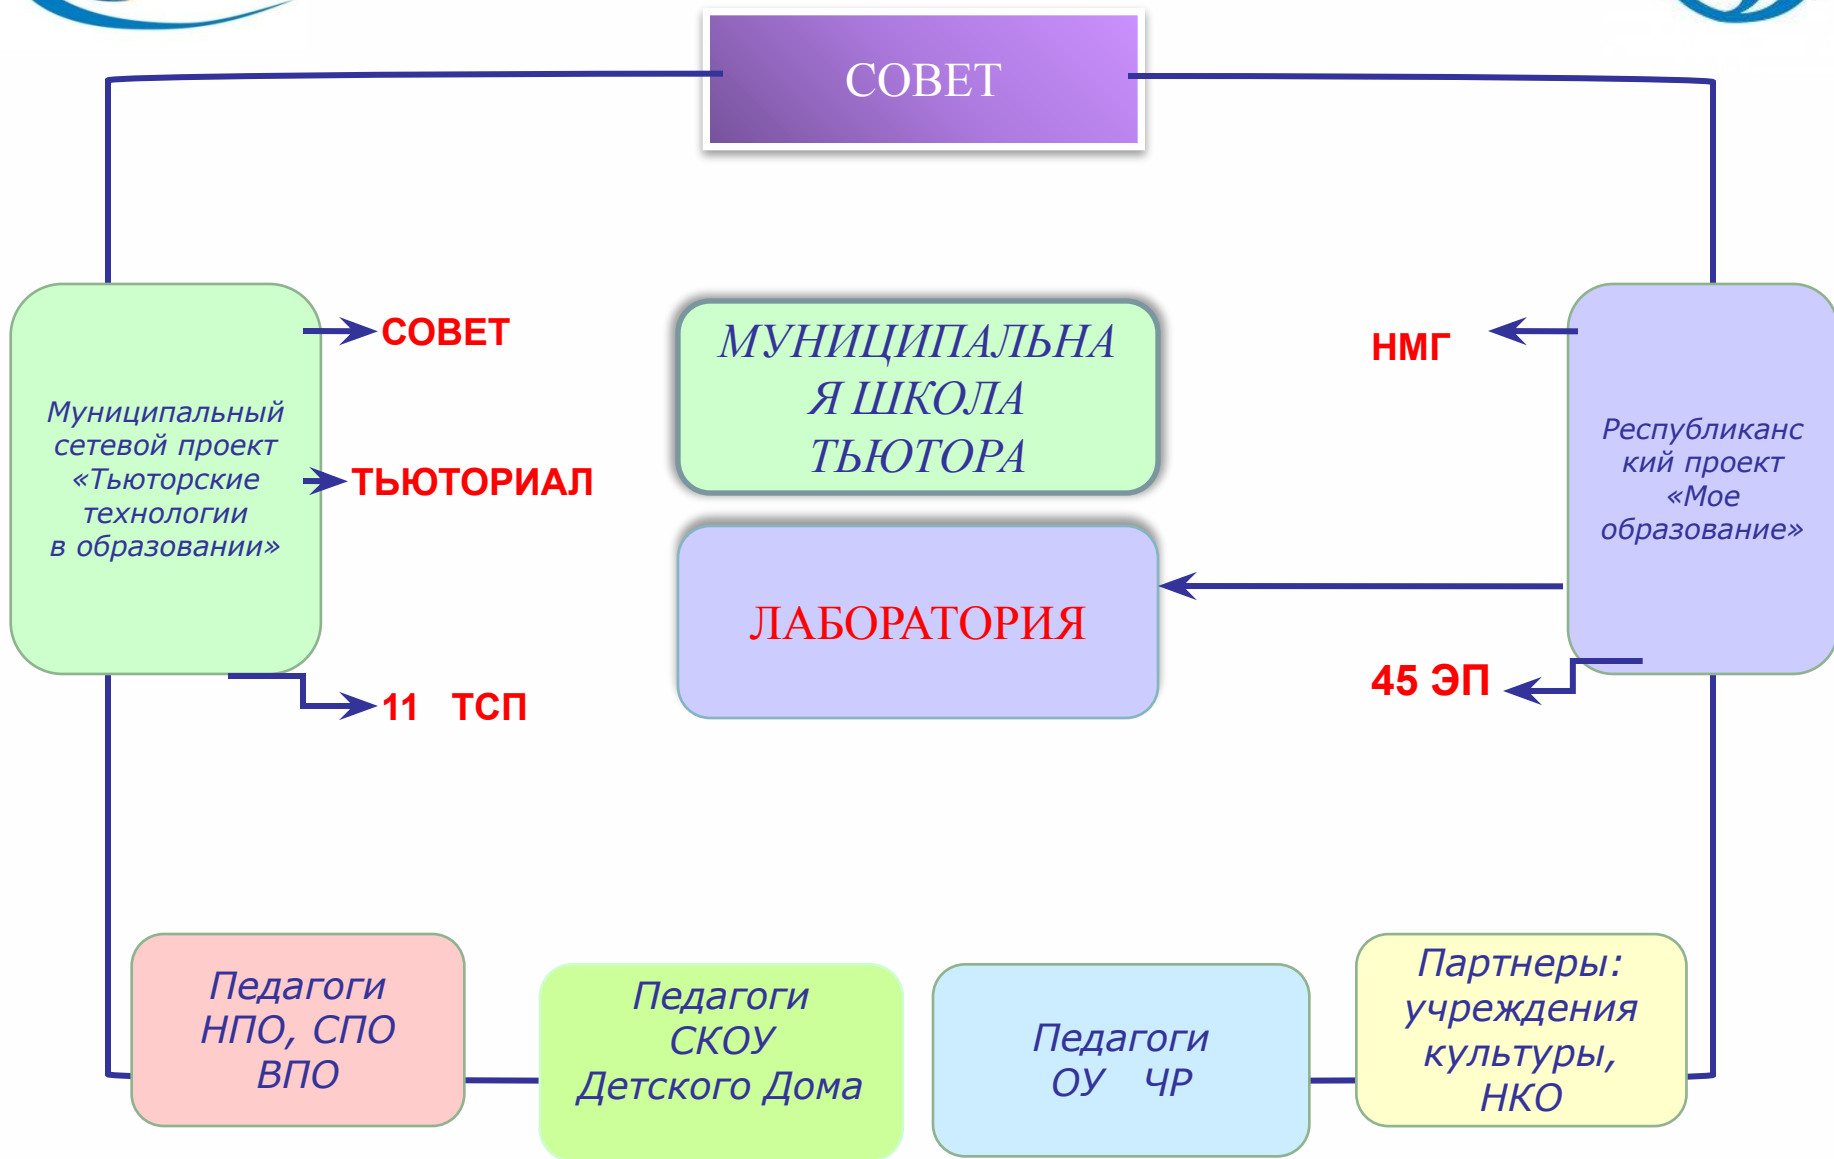 СОВЕТ
Муниципальный
сетевой проект
«Тьюторские
технологии
в образовании»
СОВЕТ
ТЬЮТОРИАЛ
11 ТСП
МУНИЦИПАЛЬНА
Я ШКОЛА
ТЬЮТОРА
ЛАБОРАТОРИЯ
НМГ
45 ЭП
Республиканс
кий проект
«Мое
образование»
Педагоги
НПО, СПО
ВПО
Педагоги
СКОУ
Детского Дома
Педагоги
ОУ ЧР
Партнеры:
учреждения
культуры,
НКО